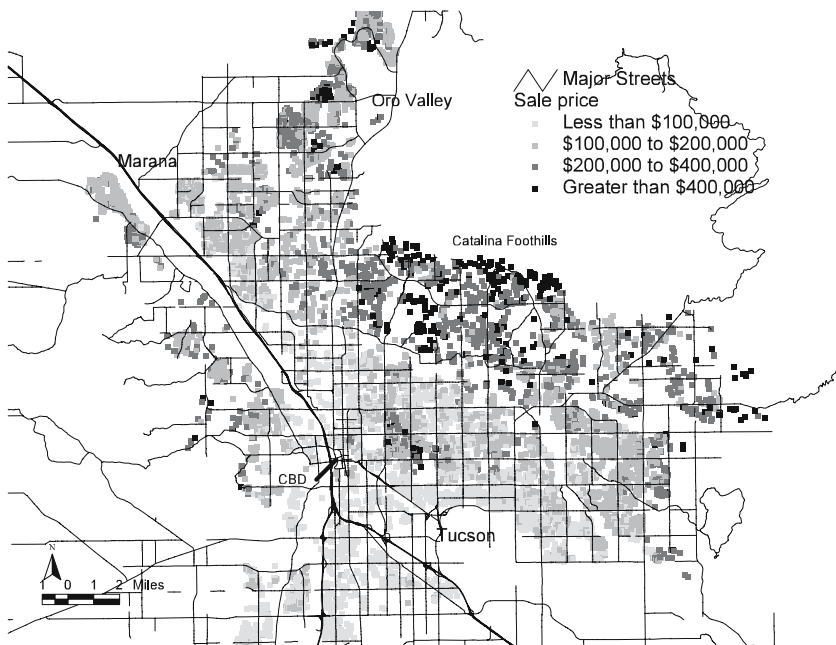 Major Streets
Sale price
Less than $100,000
$100,000 to $200,000
$200,000 to $400,000
Greater than $400,000
Oro Valley
Marana
Catalina Foothills
CBD
Tucson
N
1 0 1 2 Miles